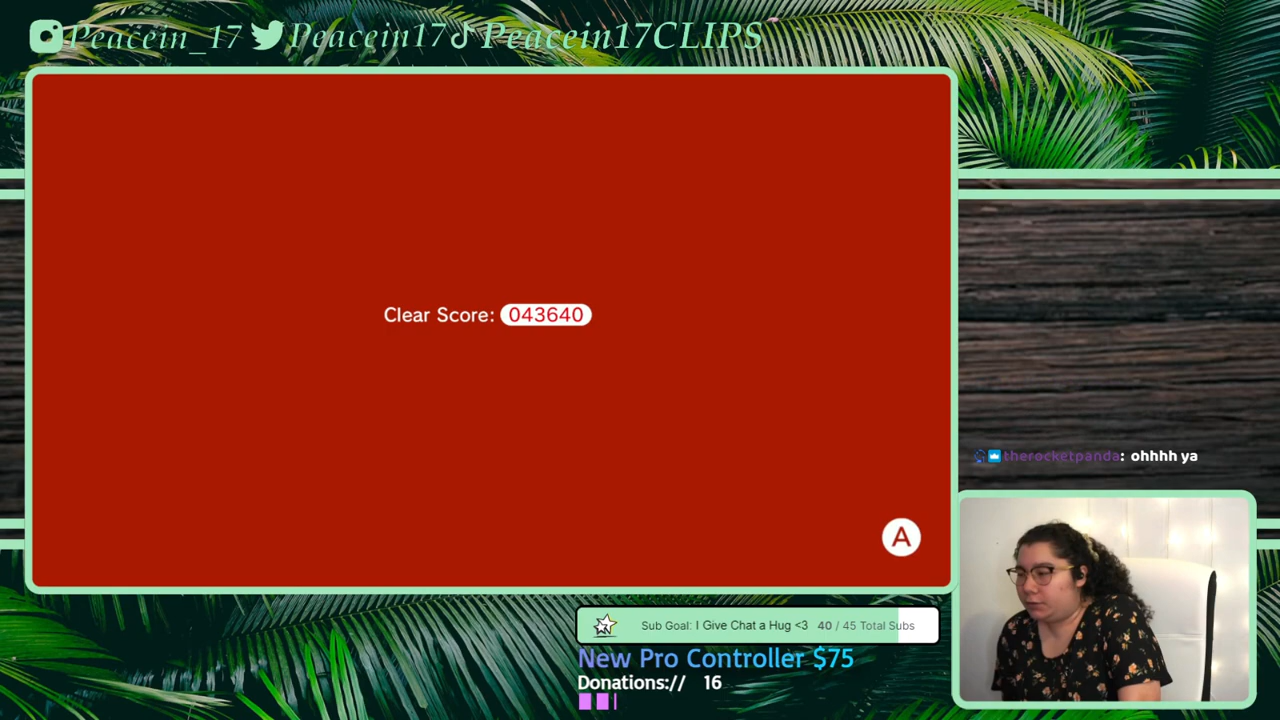 Peacein_17 Peacein17 Peacein17CLIPS
Clear Score: 043640
A
therocketpanda: ohhhh ya
Sub Goal: I Give Chat a Hug <3 40 / 45 Total Subs
New Pro Controller $75
Donations:// 16